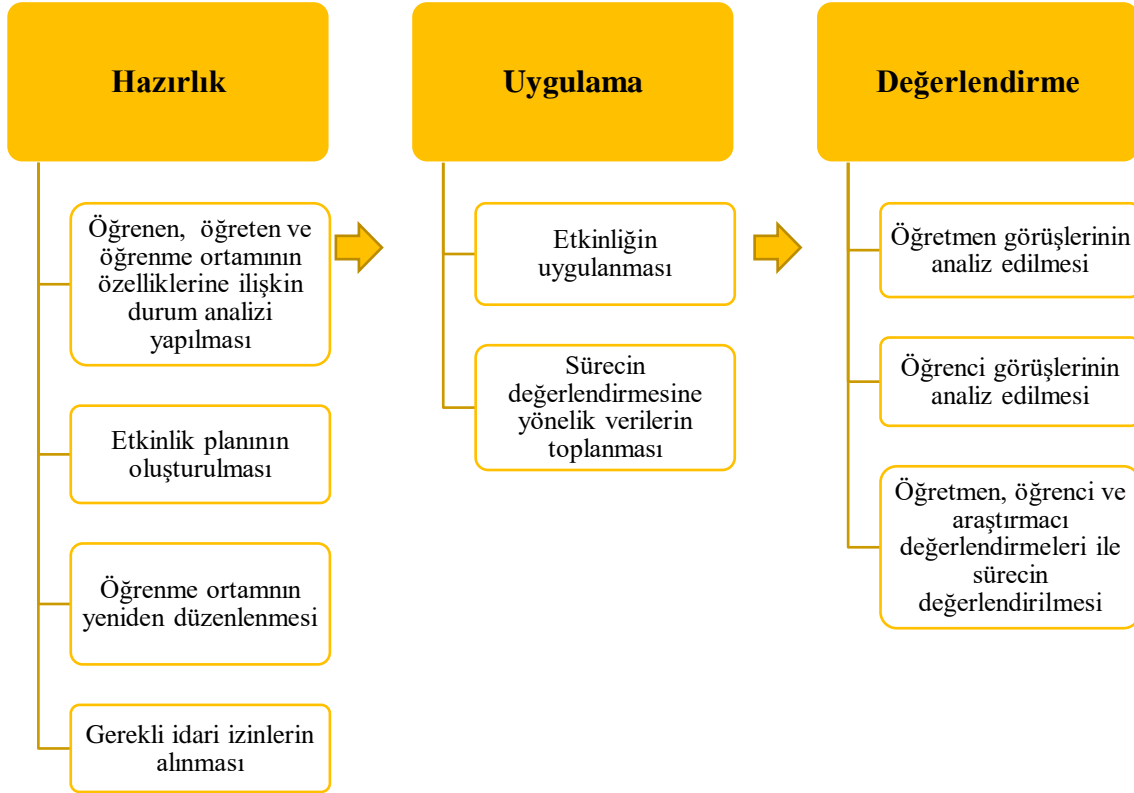 Hazırlık
Öğrenen, öğreten ve
öğrenme ortamının
özelliklerine ilişkin
durum analizi
yapılması
Etkinlik planının
oluşturulması
Öğrenme ortamnın
yeniden düzenlenmesi
Gerekli idari izinlerin
alınması
Uygulama
Etkinliğin
uygulanması
Sürecin
değerlendirmesine
yönelik verilerin
toplanması
Değerlendirme
Öğretmen görüşlerinin
analiz edilmesi
Öğrenci görüşlerinin
analiz edilmesi
Öğretmen, öğrenci ve
araştırmacı
değerlendirmeleri ile
sürecin
değerlendirilmesi